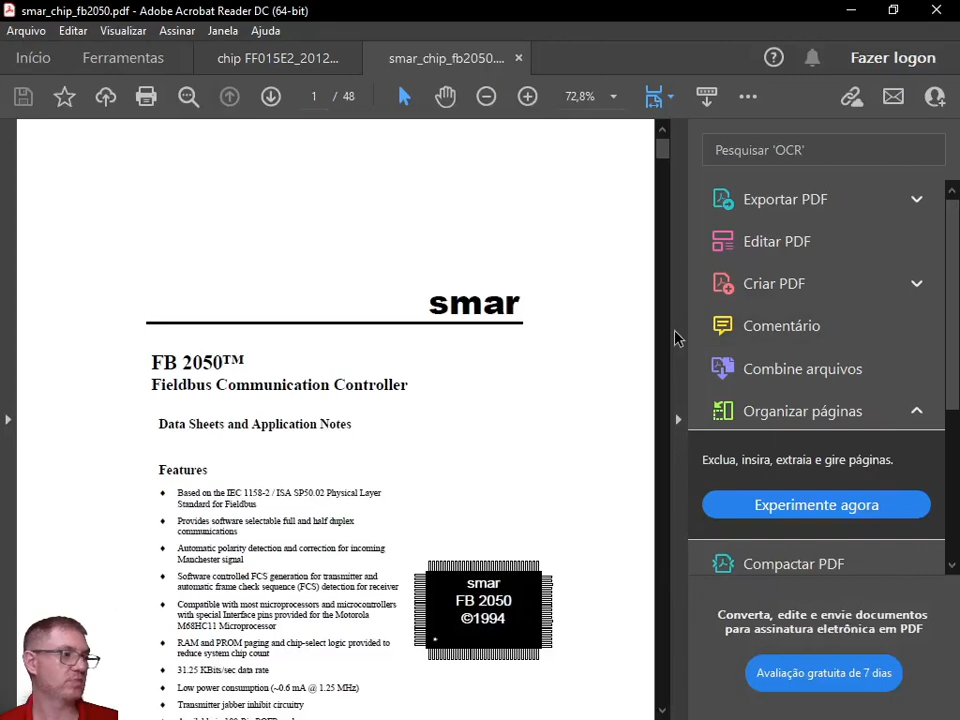 smar_chip_fb2050.pdf - Adobe Acrobat Reader DC (64-bit)
Arquivo Editar Visualizar Assinar Janela Ajuda
Início Ferramentas chip FF015E2_2012... smar_chip_fb2050.... Fazer logon
1 / 48 72,8%
Pesquisar 'OCR'
Exportar PDF
Editar PDF
Criar PDF
Comentário
Combine arquivos
Organizar páginas
Exclua, insira, extraia e gire páginas.
Experimente agora
Compactar PDF
Converta, edite e envie documentos
para assinatura eletrônica em PDF
Avaliação gratuita de 7 dias
smar
FB 2050™
Fieldbus Communication Controller
Data Sheets and Application Notes
Features
♦ Based on the IEC 1158-2 / ISA SP50.02 Physical Layer
Standard for Fieldbus
♦ Provides software selectable full and half duplex
communications
♦ Automatic polarity detection and correction for incoming
Manchester signal
♦ Software controlled FCS generation for transmitter and
automatic frame check sequence (FCS) detection for receiver
♦ Compatible with most microprocessors and microcontrollers
with special Interface pins provided for the Motorola
M68HC11 Microprocessor
♦ RAM and PROM paging and chip-select logic provided to
reduce system chip count
♦ 31.25 KBits/sec data rate
♦ Low power consumption (~0.6 mA @ 1.25 MHz)
♦ Transmitter jabber inhibit circuitry
smar
FB 2050
©1994